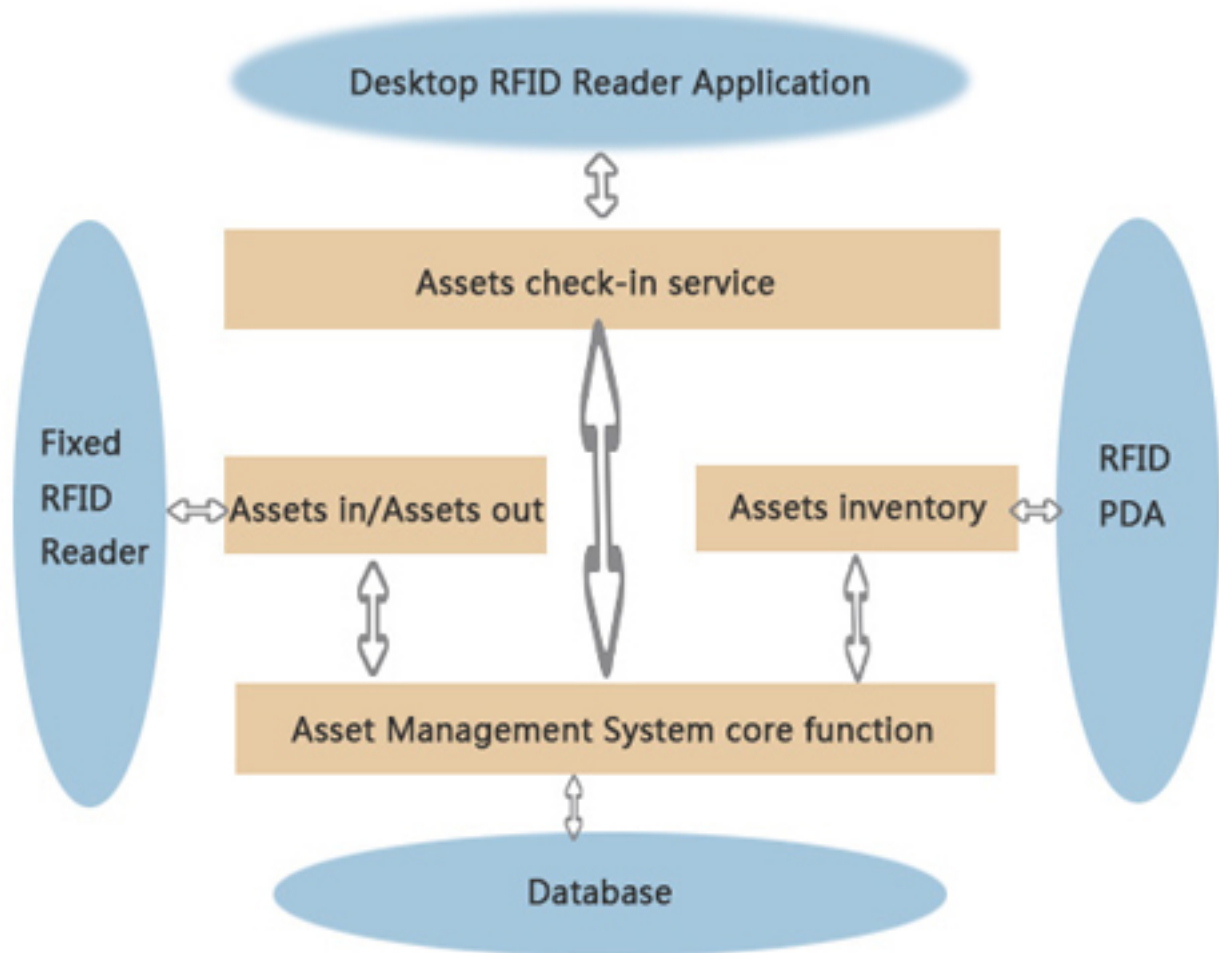 Desktop RFID Reader Application
Assets check-in service
Fixed
RFID
Reader
Assets in/Assets out
Assets inventory
RFID
PDA
Asset Management System core function
Database